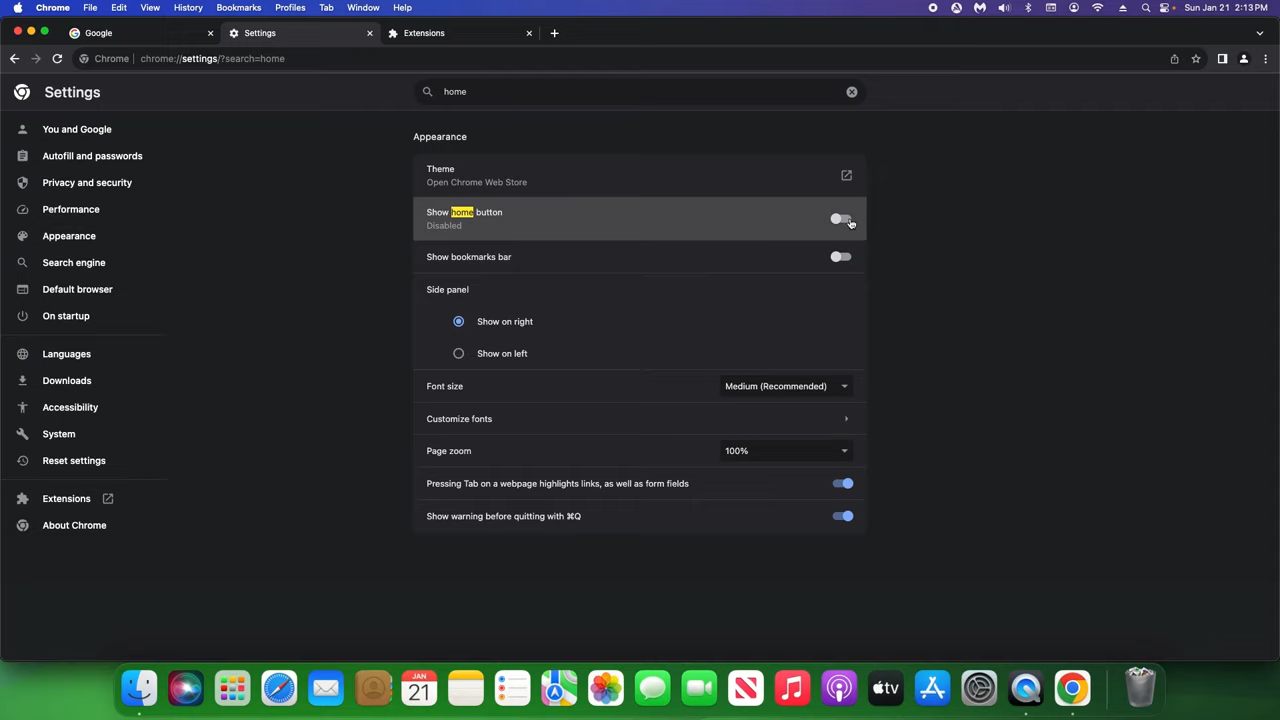 Chrome File Edit View History Bookmarks Profiles Tab Window Help Sun Jan 21 2:13 PM
Google Settings Extensions
Chrome chrome://settings/?search=home
Settings
home
You and Google
Autofill and passwords
Privacy and security
Performance
Appearance
Search engine
Default browser
On startup
Languages
Downloads
Accessibility
System
Reset settings
Extensions
About Chrome
Appearance
Theme
Open Chrome Web Store
Show home button
Disabled
Show bookmarks bar
Side panel
Show on right
Show on left
Font size Medium (Recommended)
Customize fonts
Page zoom 100%
Pressing Tab on a webpage highlights links, as well as form fields
Show warning before quitting with ⌘Q
JAN
21
tv